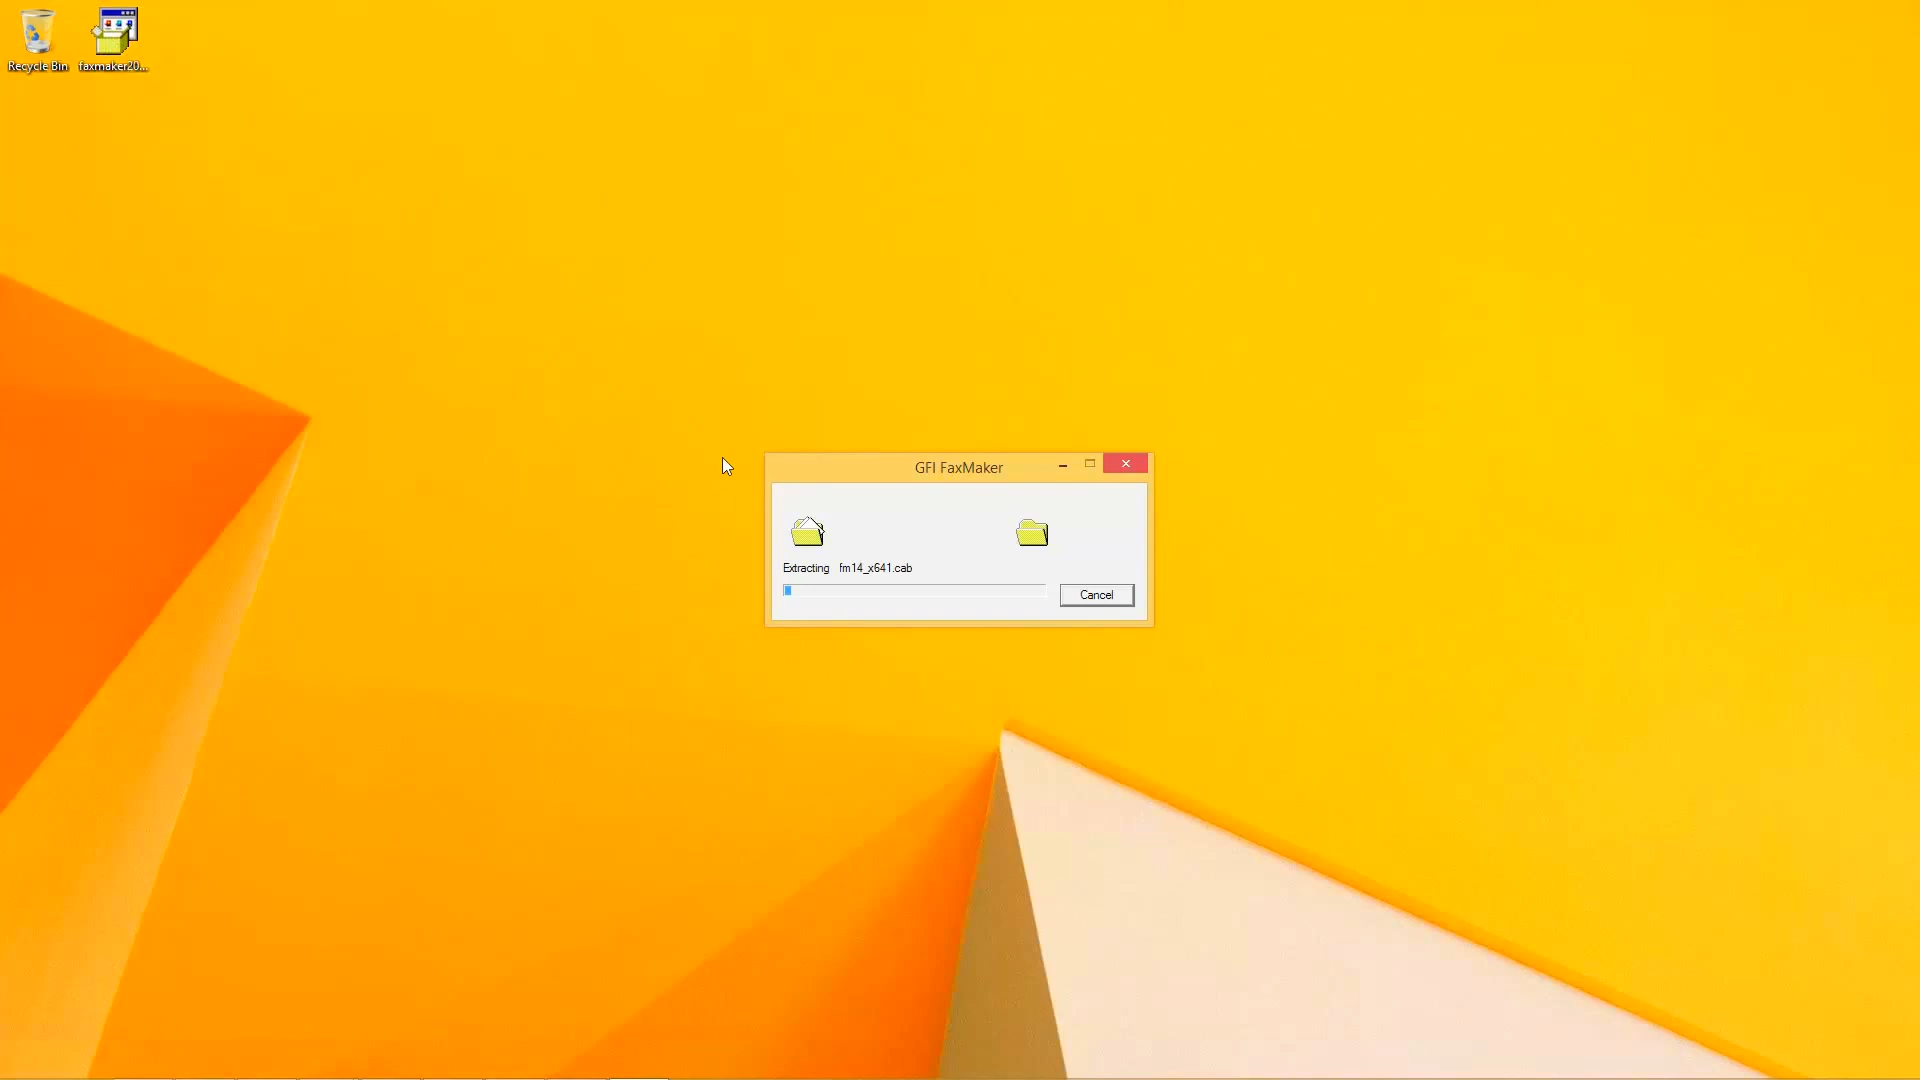 Recycle Bin
faxmaker20...
GFI FaxMaker
Extracting fm14_x641.cab
Cancel